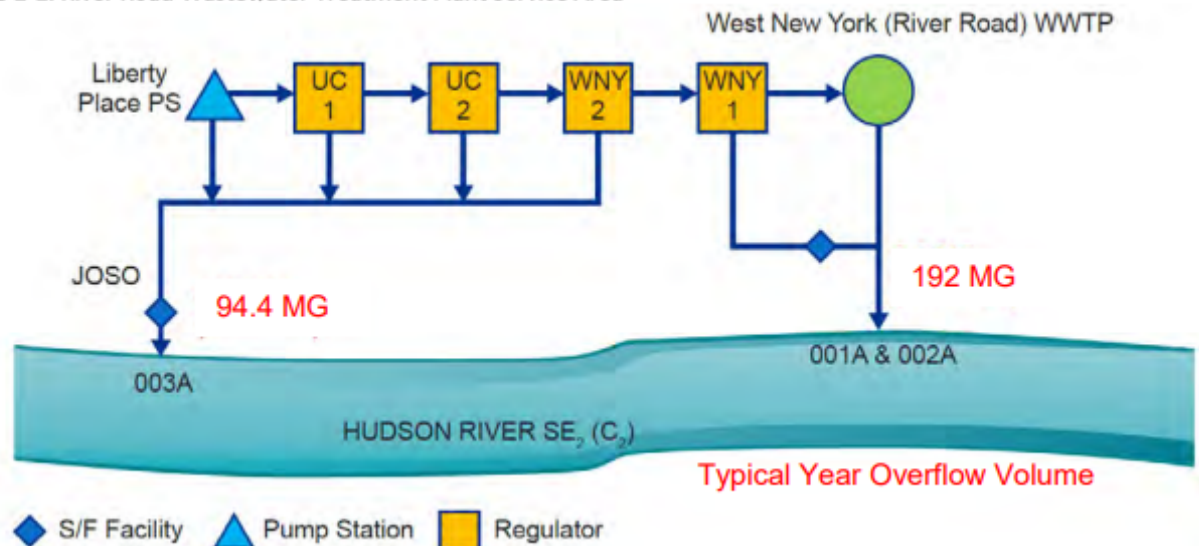 West New York (River Road) WWTP
Liberty
Place PS
UC
1
UC
2
WNY
2
WNY
1
JOSO
94.4 MG
192 MG
003A
001A & 002A
HUDSON RIVER SE₂ (C₂)
Typical Year Overflow Volume
S/F Facility
Pump Station
Regulator